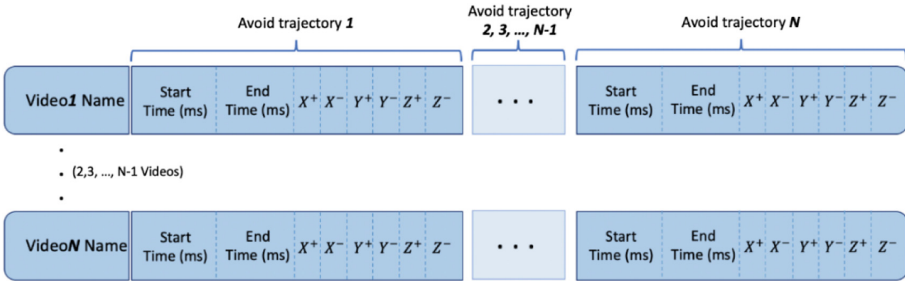 Avoid trajectory 1
Avoid trajectory
2, 3, ..., N-1
Avoid trajectory N
Video1 Name
Start
Time (ms)
End
Time (ms)
X⁺ X⁻ Y⁺ Y⁻ Z⁺ Z⁻
...
Start
Time (ms)
End
Time (ms)
X⁺ X⁻ Y⁺ Y⁻ Z⁺ Z⁻
(2,3, ..., N-1 Videos)
VideoN Name
Start
Time (ms)
End
Time (ms)
X⁺ X⁻ Y⁺ Y⁻ Z⁺ Z⁻
...
Start
Time (ms)
End
Time (ms)
X⁺ X⁻ Y⁺ Y⁻ Z⁺ Z⁻